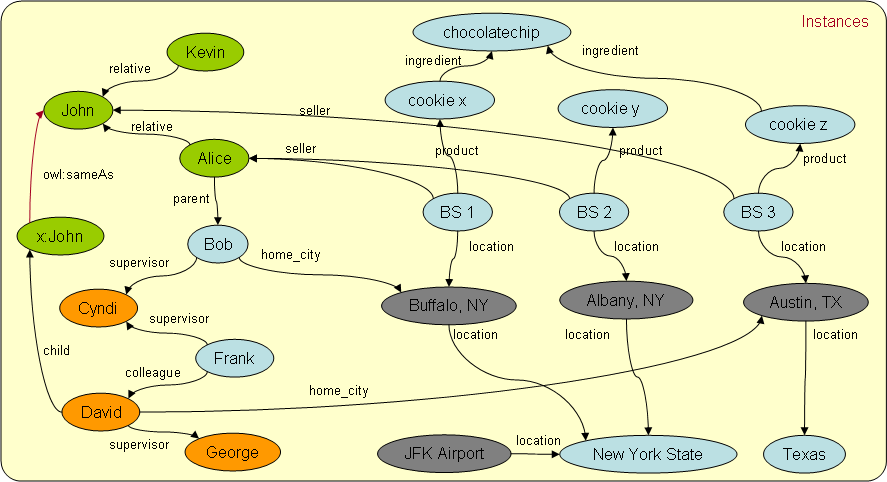 Instances
chocolatechip
Kevin
ingredient
ingredient
relative
cookie x
cookie y
John
seller
cookie z
relative
seller
product
product
product
Alice
owl:sameAs
parent
BS 1
BS 2
BS 3
x:John
Bob
home_city
location
location
location
supervisor
Cyndi
Buffalo, NY
Albany, NY
Austin, TX
supervisor
location
location
location
child
Frank
colleague
home_city
David
supervisor
George
JFK Airport
location
New York State
Texas